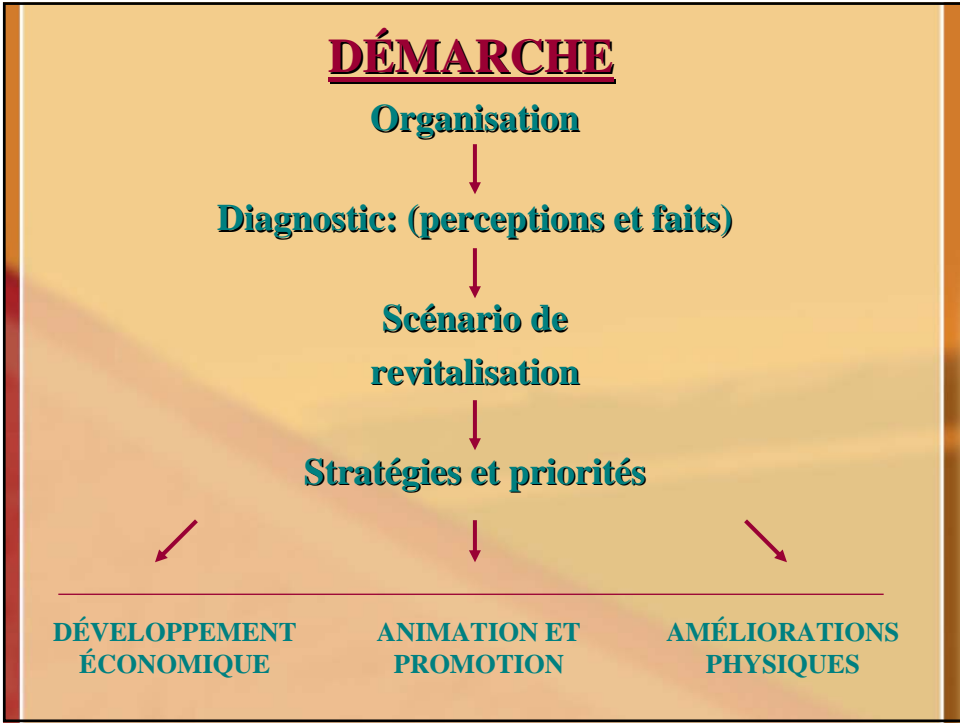 DÉMARCHE
Organisation
Diagnostic: (perceptions et faits)
Scénario de
revitalisation
Stratégies et priorités
DÉVELOPPEMENT ANIMATION ET AMÉLIORATIONS
ÉCONOMIQUE PROMOTION PHYSIQUES